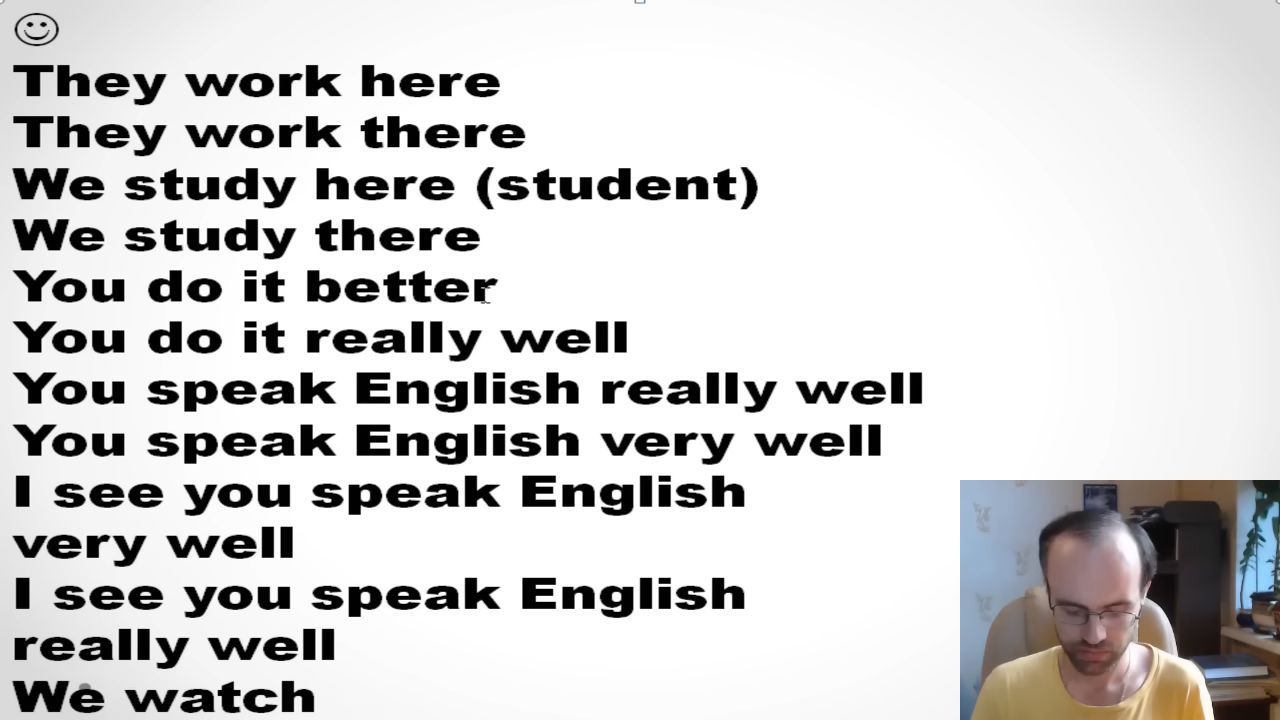 They work here
They work there
We study here (student)
We study there
You do it better
You do it really well
You speak English really well
You speak English very well
I see you speak English
very well
I see you speak English
really well
We watch